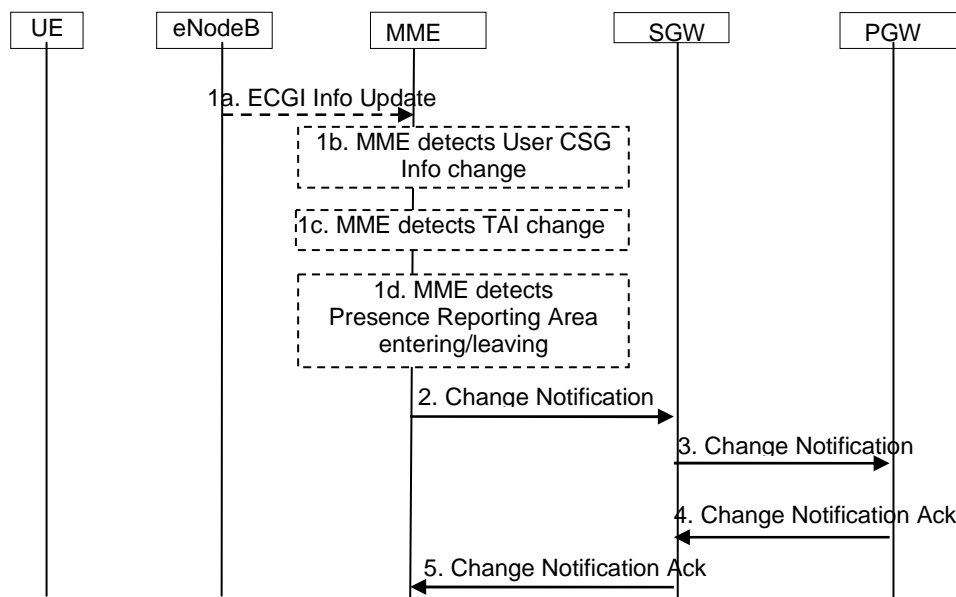 UE
eNodeB
MME
SGW
PGW
1a. ECGI Info Update
1b. MME detects User CSG
Info change
1c. MME detects TAI change
1d. MME detects
Presence Reporting Area
entering/leaving
2. Change Notification
3. Change Notification
4. Change Notification Ack
5. Change Notification Ack